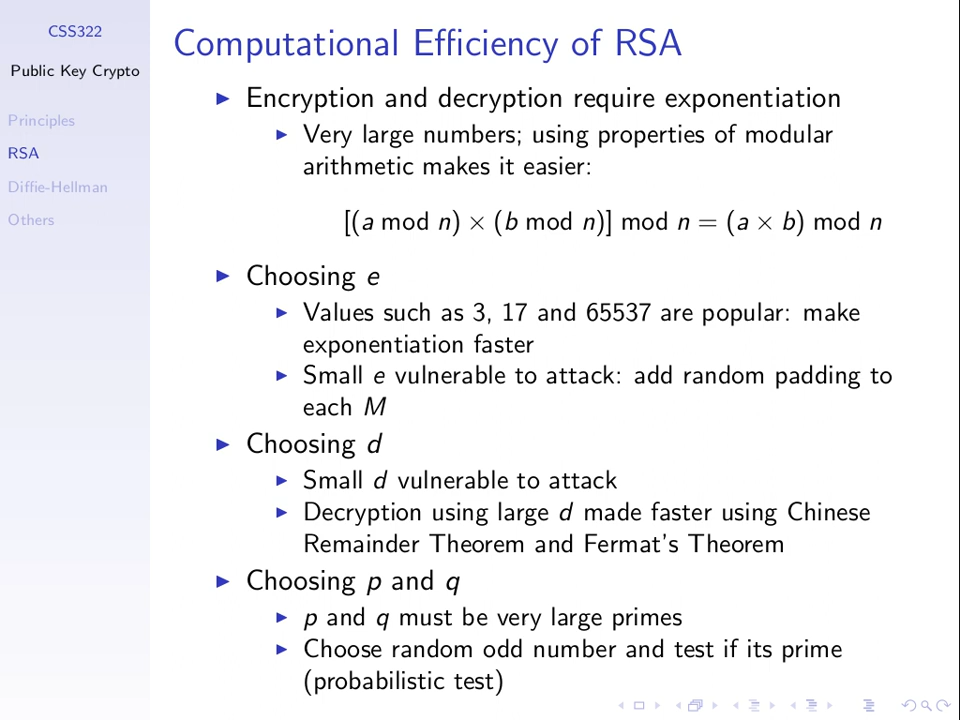 CSS322
Public Key Crypto
Principles
RSA
Diffie-Hellman
Others
Computational Efficiency of RSA
Encryption and decryption require exponentiation
Very large numbers; using properties of modular
arithmetic makes it easier:
[(a mod n) × (b mod n)] mod n = (a × b) mod n
Choosing e
Values such as 3, 17 and 65537 are popular: make
exponentiation faster
Small e vulnerable to attack: add random padding to
each M
Choosing d
Small d vulnerable to attack
Decryption using large d made faster using Chinese
Remainder Theorem and Fermat's Theorem
Choosing p and q
p and q must be very large primes
Choose random odd number and test if its prime
(probabilistic test)